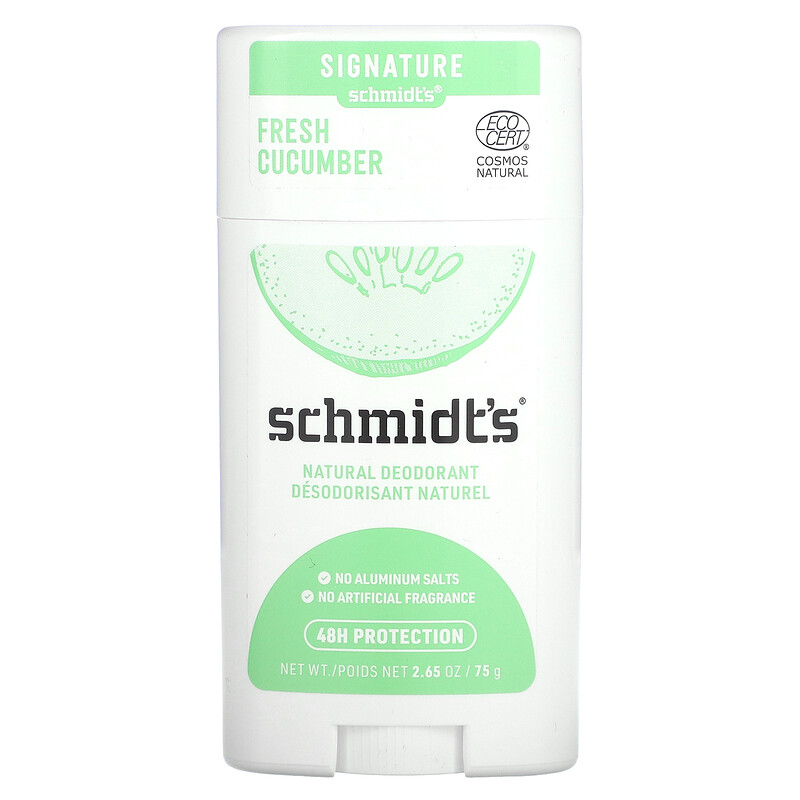 SIGNATURE
schmidt's®
FRESH
CUCUMBER
ECO
CERT®
COSMOS
NATURAL
schmidt's®
NATURAL DEODORANT
DÉSODORISANT NATUREL
NO ALUMINUM SALTS
NO ARTIFICIAL FRAGRANCE
48H PROTECTION
NET WT./POIDS NET 2.65 OZ / 75 g